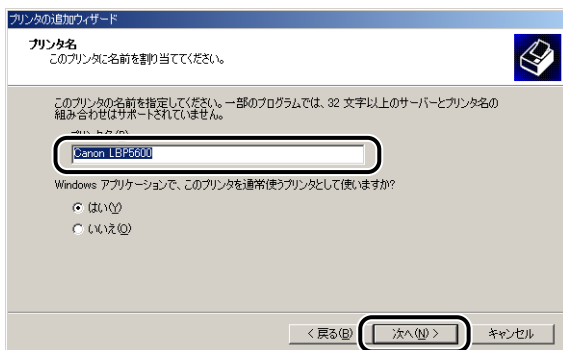 プリンタの追加ウィザード
プリンタ名
このプリンタに名前を割り当ててください。
このプリンタの名前を指定してください。一部のプログラムでは、32 文字以上のサーバーとプリンタ名の
組み合わせはサポートされていません。
プリンタ名(P)
Canon LBP5600
Windows アプリケーションで、このプリンタを通常使うプリンタとして使いますか?
はい(Y)
いいえ(O)
< 戻る(B)
次へ(N) >
キャンセル